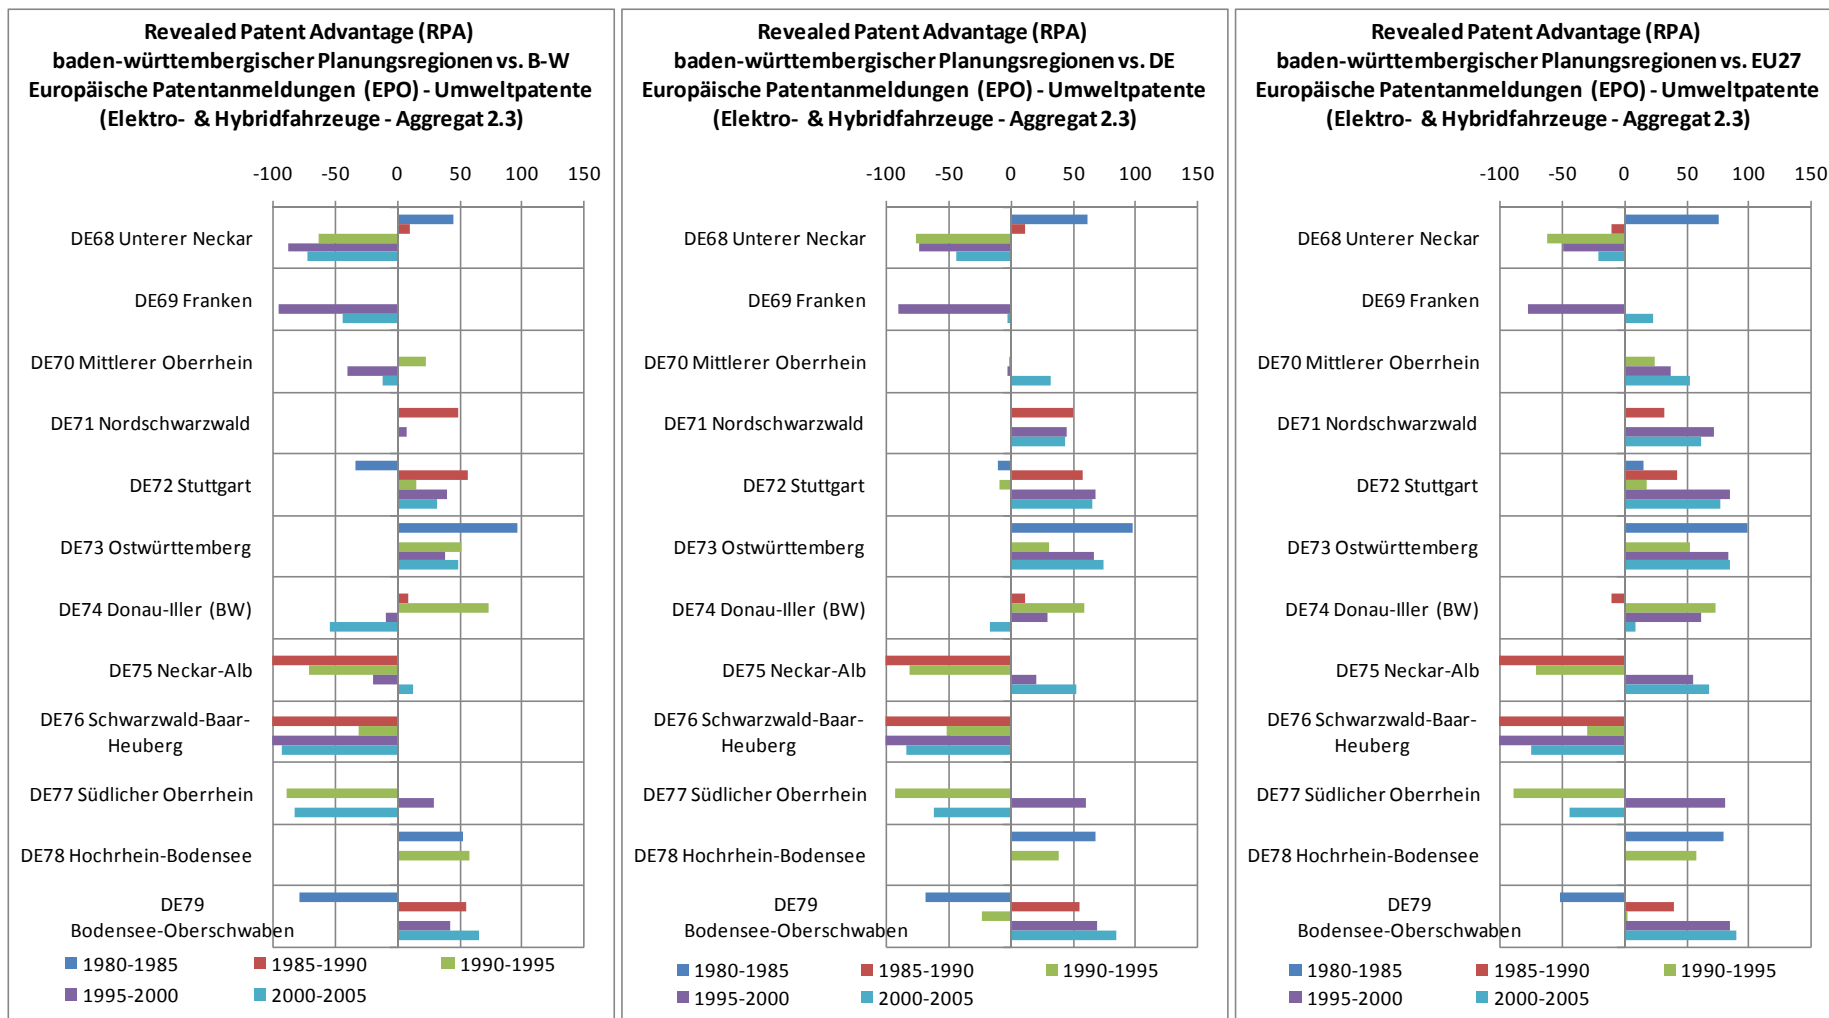 Revealed Patent Advantage (RPA)
baden-württembergischer Planungsregionen vs. B-W
Europäische Patentanmeldungen (EPO) - Umweltpatente
(Elektro- & Hybridfahrzeuge - Aggregat 2.3)
-100 -50 0 50 100 150
DE68 Unterer Neckar
DE69 Franken
DE70 Mittlerer Oberrhein
DE71 Nordschwarzwald
DE72 Stuttgart
DE73 Ostwürttemberg
DE74 Donau-Iller (BW)
DE75 Neckar-Alb
DE76 Schwarzwald-Baar-
Heuberg
DE77 Südlicher Oberrhein
DE78 Hochrhein-Bodensee
DE79
Bodensee-Oberschwaben
1980-1985 1985-1990 1990-1995
1995-2000 2000-2005
Revealed Patent Advantage (RPA)
baden-württembergischer Planungsregionen vs. DE
Europäische Patentanmeldungen (EPO) - Umweltpatente
(Elektro- & Hybridfahrzeuge - Aggregat 2.3)
-100 -50 0 50 100 150
DE68 Unterer Neckar
DE69 Franken
DE70 Mittlerer Oberrhein
DE71 Nordschwarzwald
DE72 Stuttgart
DE73 Ostwürttemberg
DE74 Donau-Iller (BW)
DE75 Neckar-Alb
DE76 Schwarzwald-Baar-
Heuberg
DE77 Südlicher Oberrhein
DE78 Hochrhein-Bodensee
DE79
Bodensee-Oberschwaben
1980-1985 1985-1990 1990-1995
1995-2000 2000-2005
Revealed Patent Advantage (RPA)
baden-württembergischer Planungsregionen vs. EU27
Europäische Patentanmeldungen (EPO) - Umweltpatente
(Elektro- & Hybridfahrzeuge - Aggregat 2.3)
-100 -50 0 50 100 150
DE68 Unterer Neckar
DE69 Franken
DE70 Mittlerer Oberrhein
DE71 Nordschwarzwald
DE72 Stuttgart
DE73 Ostwürttemberg
DE74 Donau-Iller (BW)
DE75 Neckar-Alb
DE76 Schwarzwald-Baar-
Heuberg
DE77 Südlicher Oberrhein
DE78 Hochrhein-Bodensee
DE79
Bodensee-Oberschwaben
1980-1985 1985-1990 1990-1995
1995-2000 2000-2005